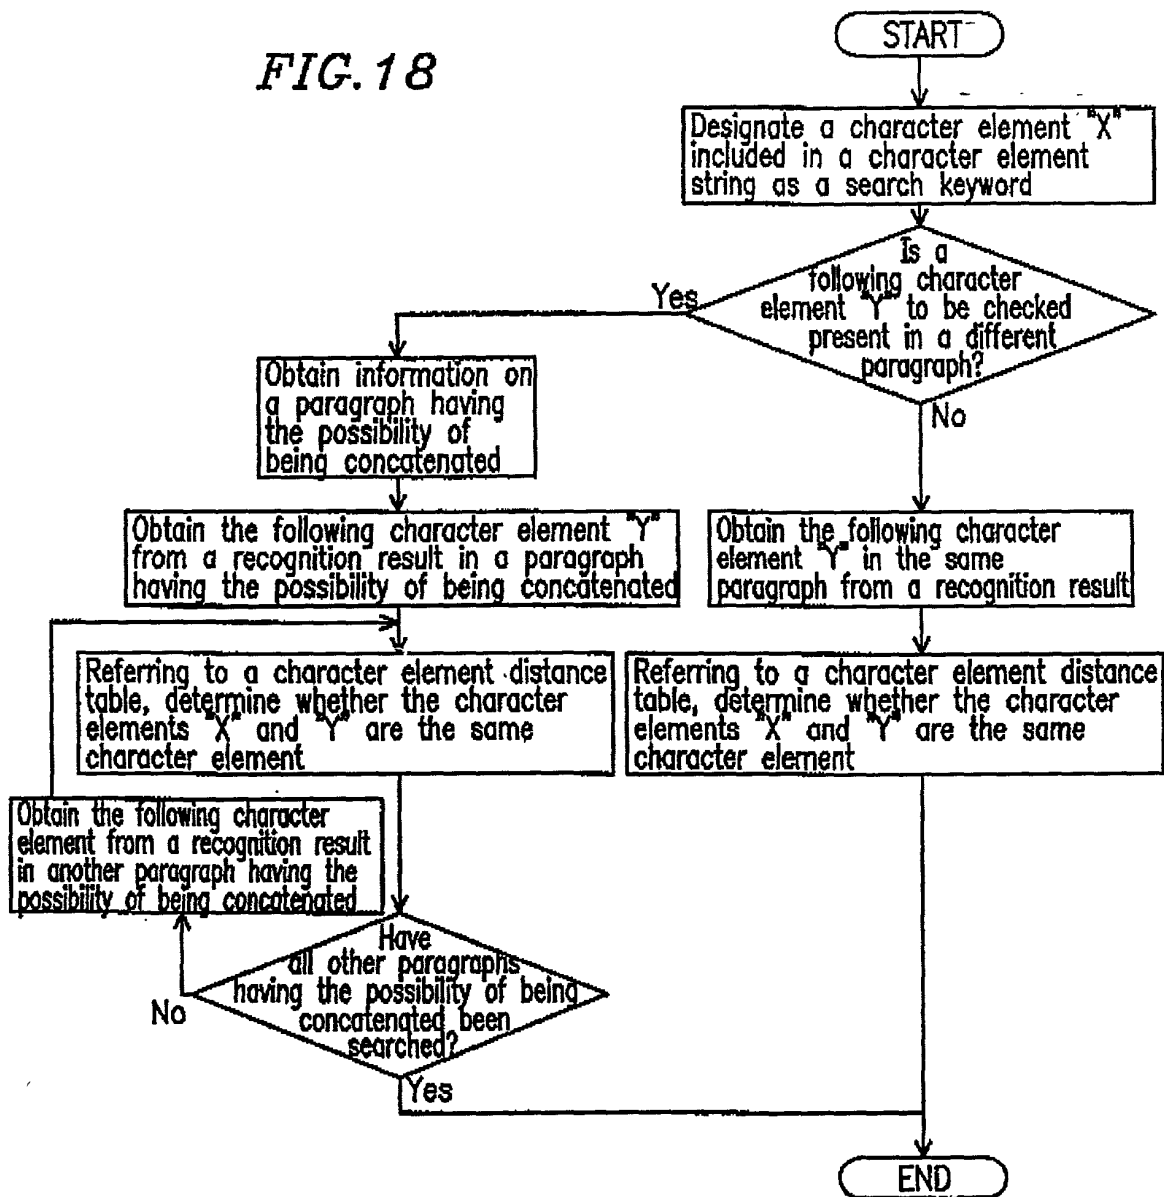 FIG.18
START
Designate a character element "X"
included in a character element
string as a search keyword
Is a
following character
element "Y" to be checked
present in a different
paragraph?
Yes
No
Obtain information on
a paragraph having
the possibility of
being concatenated
Obtain the following character element "Y"
from a recognition result in a paragraph
having the possibility of being concatenated
Obtain the following character
element "Y" in the same
paragraph from a recognition result
Referring to a character element distance
table, determine whether the character
elements "X" and "Y" are the same
character element
Referring to a character element distance
table, determine whether the character
elements "X" and "Y" are the same
character element
Obtain the following character
element from a recognition result
in another paragraph having the
possibility of being concatenated
Have
all other paragraphs
having the possibility of being
concatenated been
searched?
No
Yes
END